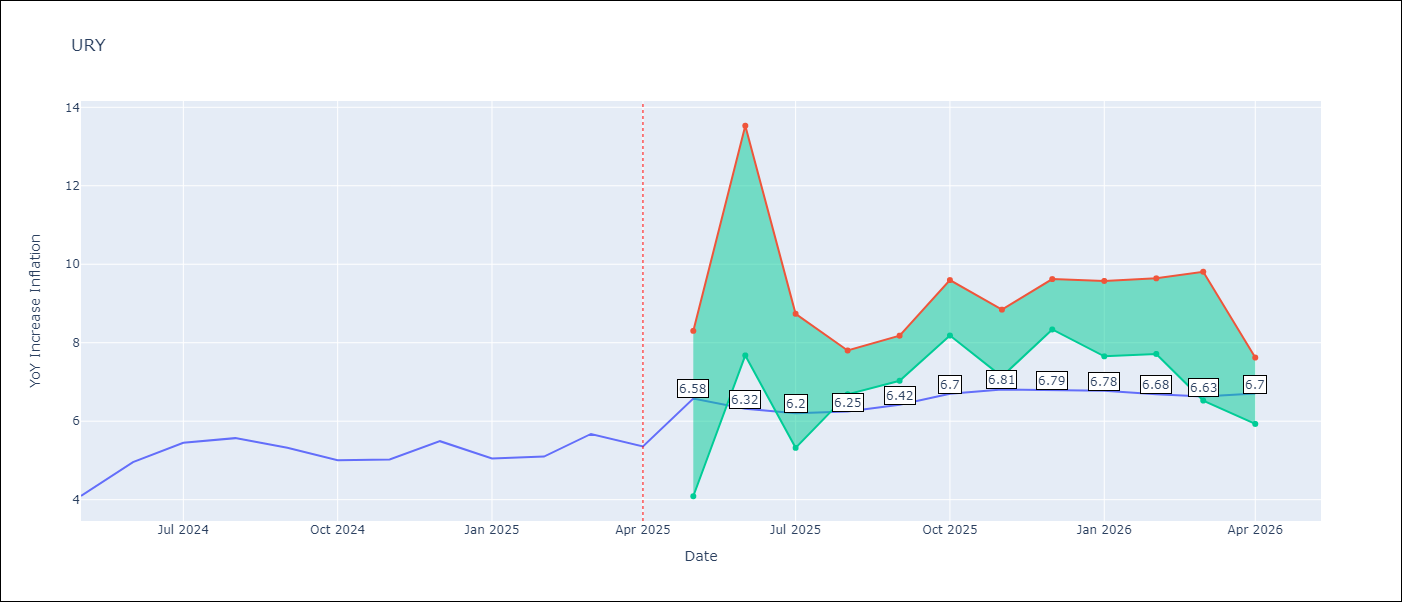 URY
YoY Increase Inflation
14
12
10
8
6
4
6.58
6.32
6.2
6.25
6.42
6.7
6.81
6.79
6.78
6.68
6.63
6.7
Jul 2024
Oct 2024
Jan 2025
Apr 2025
Jul 2025
Oct 2025
Jan 2026
Apr 2026
Date